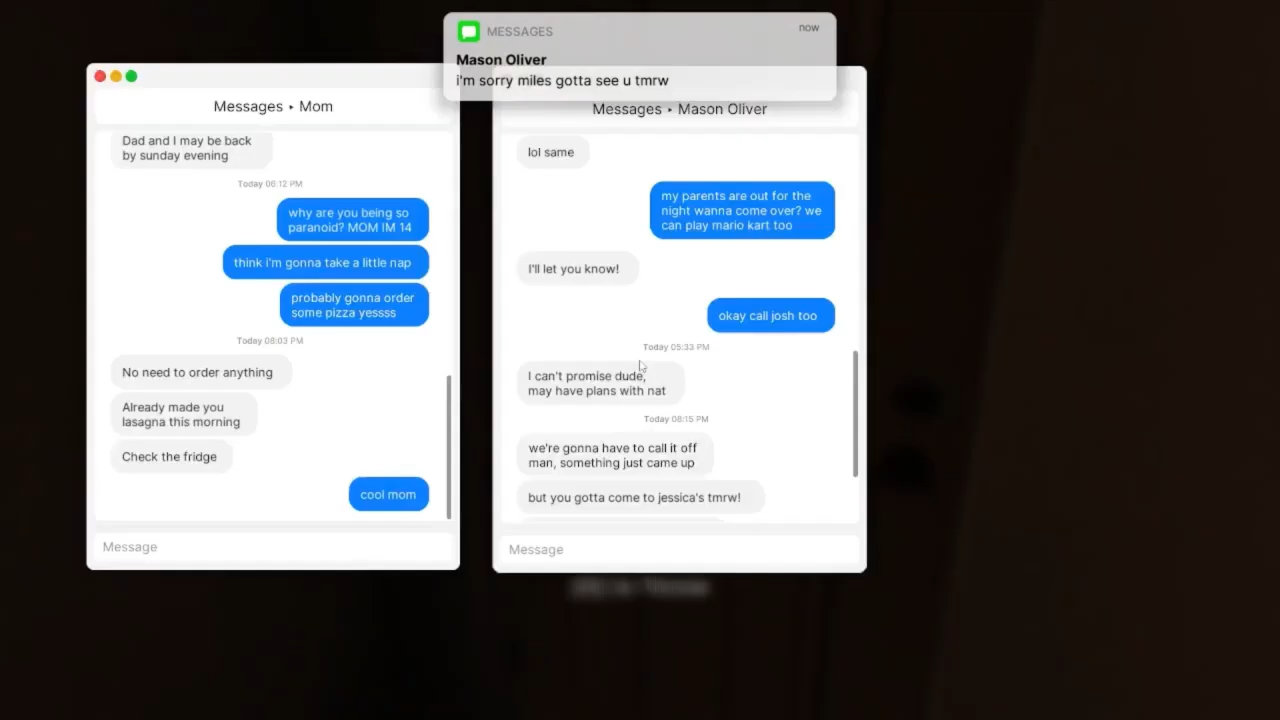 MESSAGES
now
Mason Oliver
i'm sorry miles gotta see u tmrw
Messages ‣ Mom
Dad and I may be back
by sunday evening
Today 06:12 PM
why are you being so
paranoid? MOM IM 14
think i'm gonna take a little nap
probably gonna order
some pizza yessss
Today 08:03 PM
No need to order anything
Already made you
lasagna this morning
Check the fridge
cool mom
Message
Messages ‣ Mason Oliver
lol same
my parents are out for the
night wanna come over? we
can play mario kart too
I'll let you know!
okay call josh too
Today 05:33 PM
I can't promise dude,
may have plans with nat
Today 08:15 PM
we're gonna have to call it off
man, something just came up
but you gotta come to jessica's tmrw!
Message